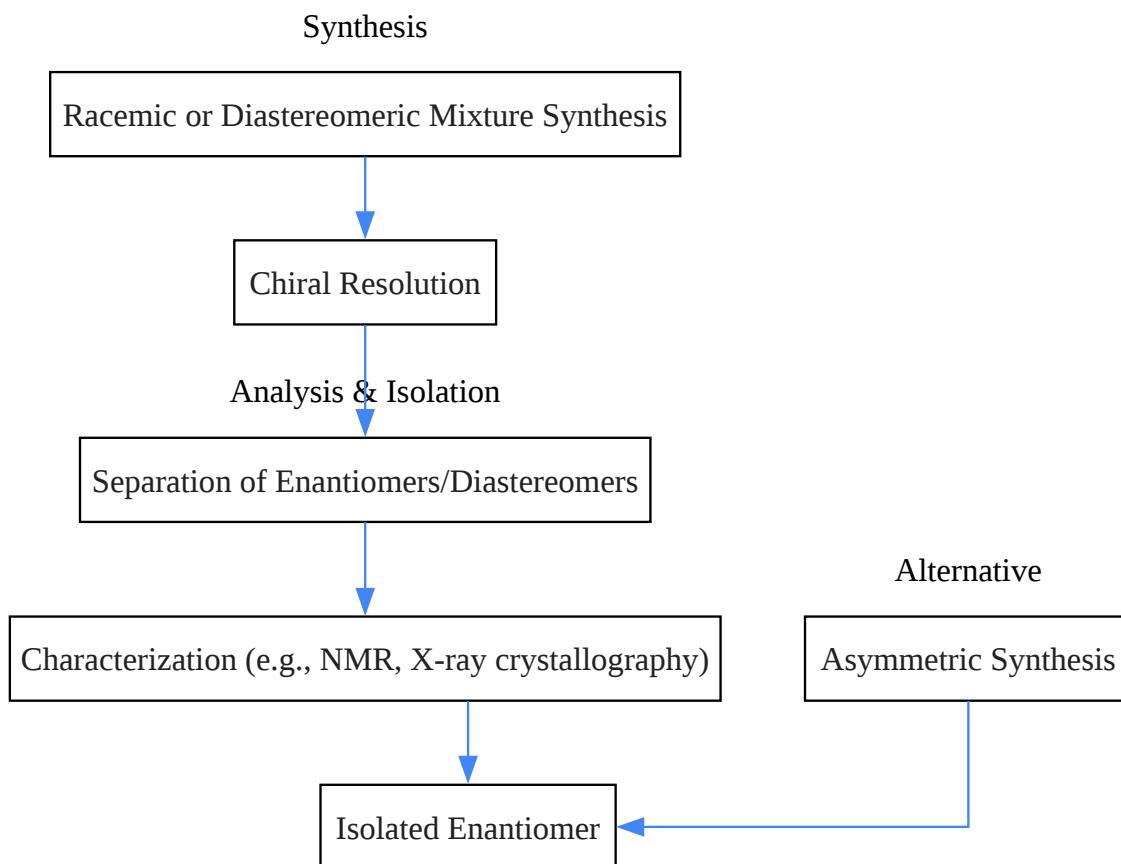 Synthesis
Racemic or Diastereomeric Mixture Synthesis
Chiral Resolution
Analysis & Isolation
Separation of Enantiomers/Diastereomers
Alternative
Characterization (e.g., NMR, X-ray crystallography)
Asymmetric Synthesis
Isolated Enantiomer